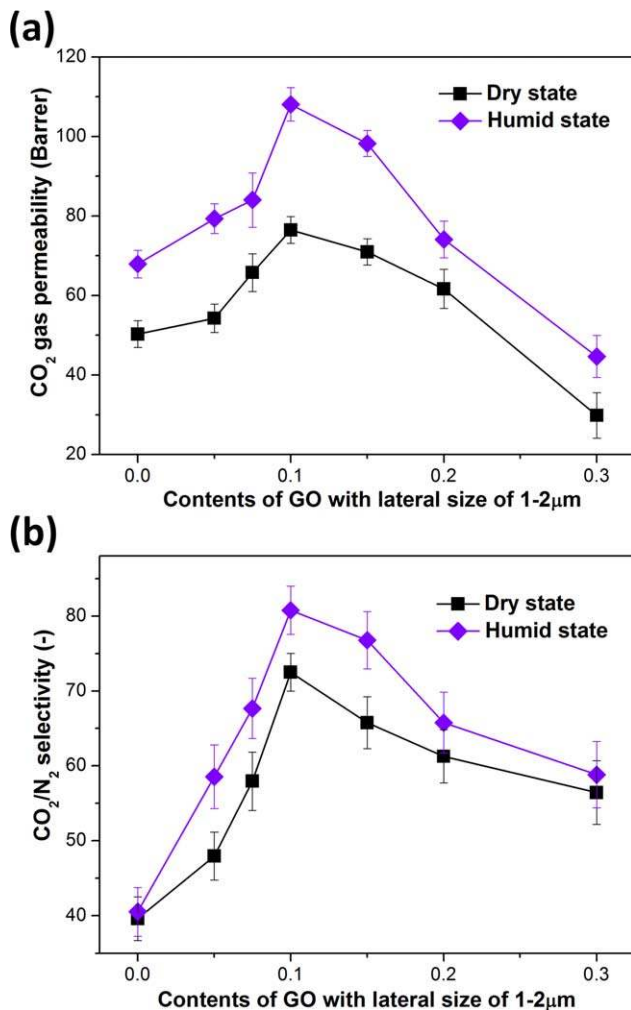 (a)
120
100
80
60
40
20
CO₂ gas permeability (Barrer)
Dry state
Humid state
0.0 0.1 0.2 0.3
Contents of GO with lateral size of 1-2μm
(b)
80
70
60
50
40
CO₂/N₂ selectivity (-)
Dry state
Humid state
0.0 0.1 0.2 0.3
Contents of GO with lateral size of 1-2μm